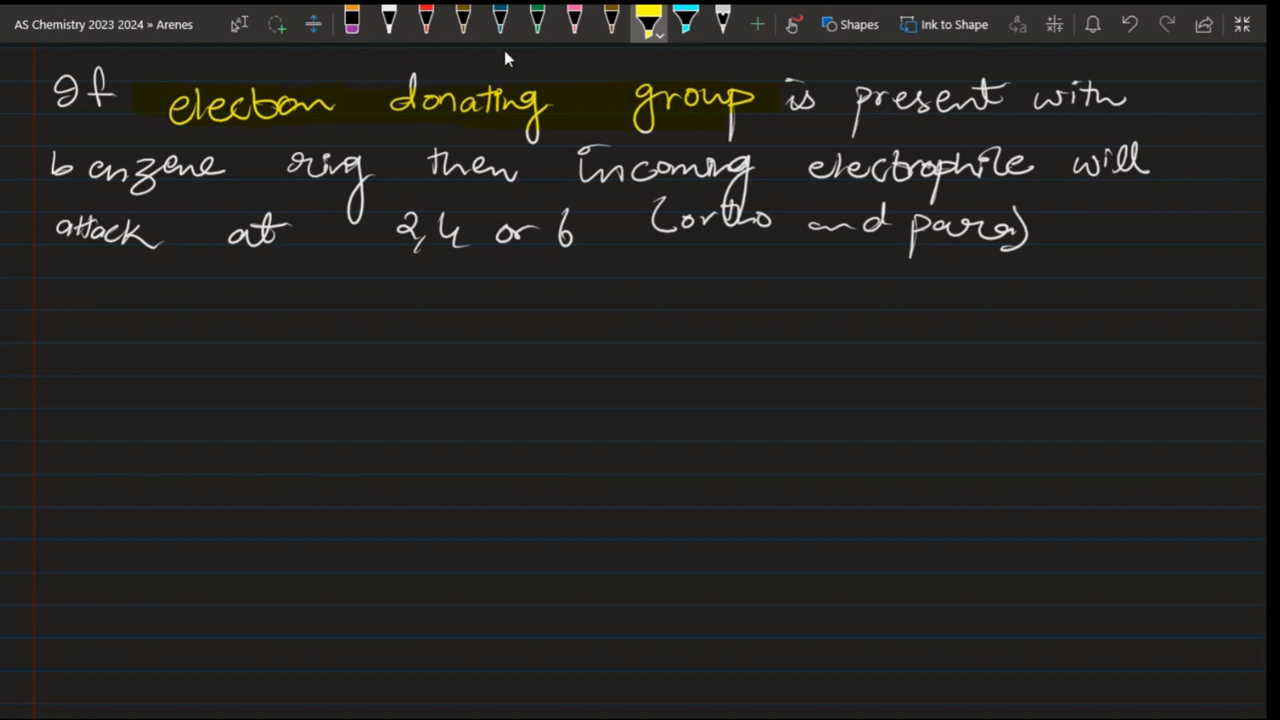 AS Chemistry 2023 2024 » Arenes
Shapes
Ink to Shape
If electron donating group is present with
benzene ring then incoming electrophile will
attack at 2,4 or 6 (ortho and para)